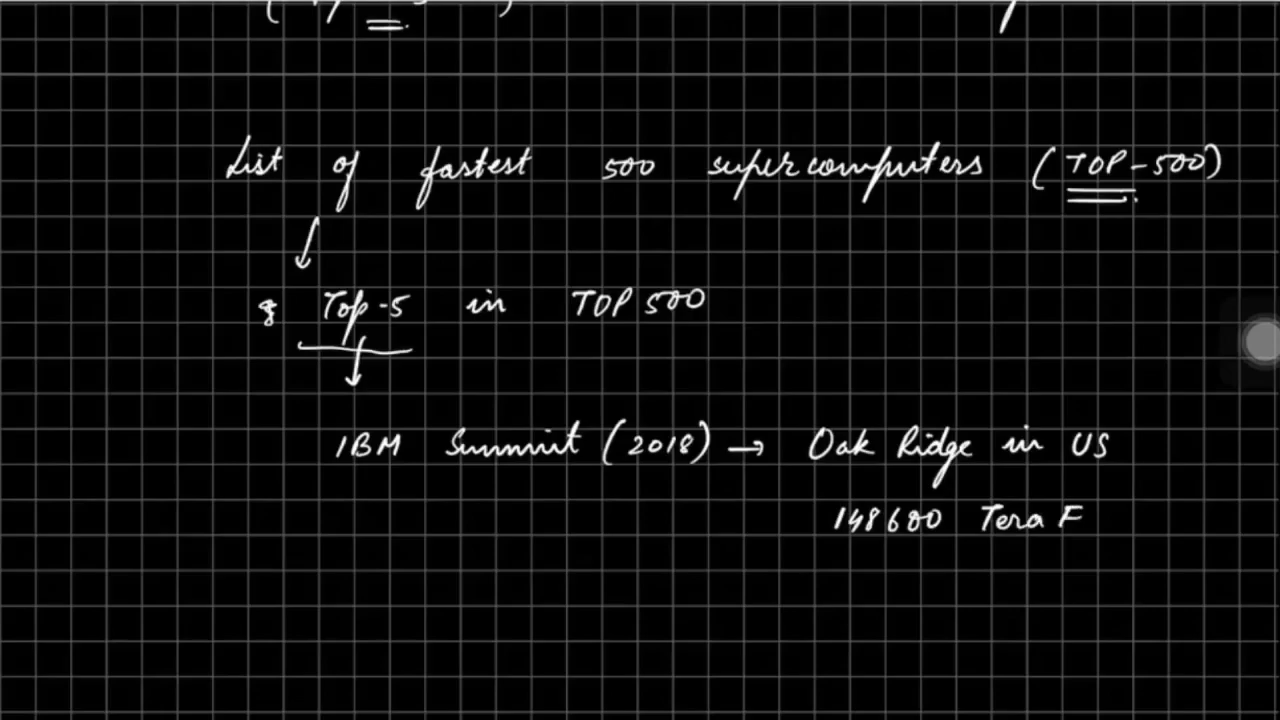 List of fastest 500 supercomputers (TOP-500)
* Top-5 in TOP 500
IBM Summit (2018) → Oak Ridge in US
148600 Tera F